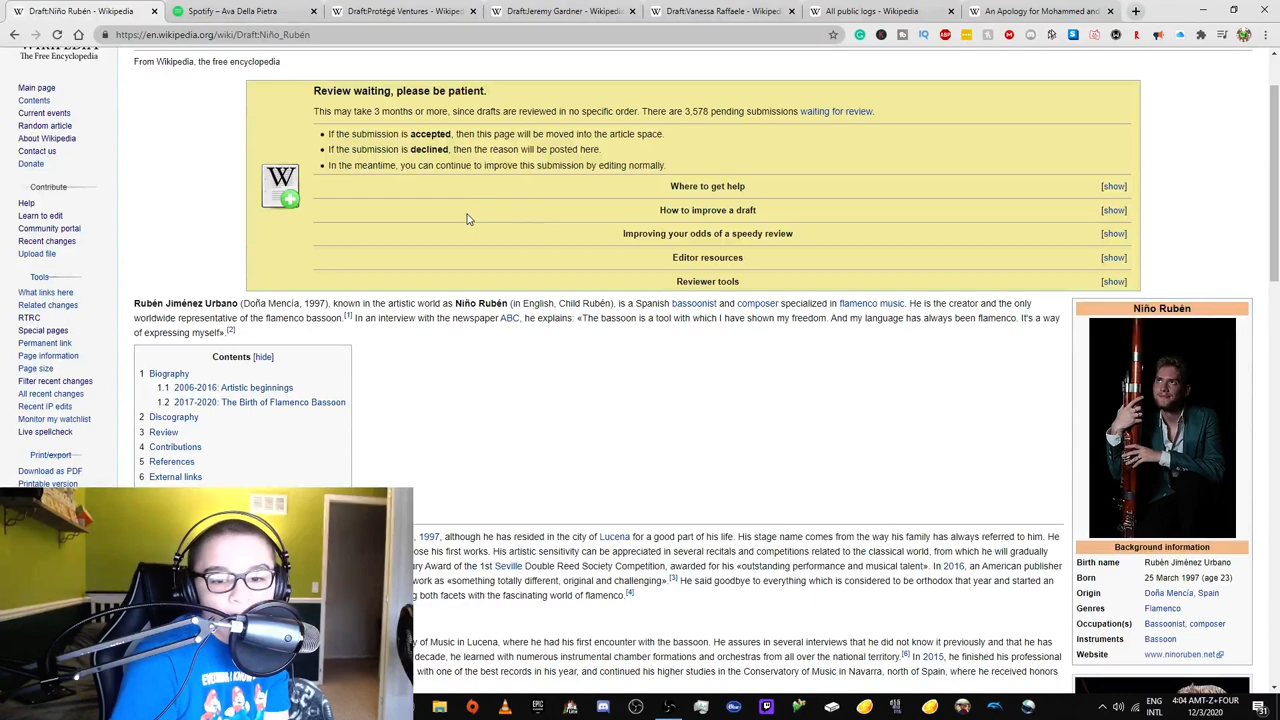 Draft:Niño Rubén - Wikipedia
Spotify – Ava Della Pietra
Draft:Protégé Ventures - Wikipedi
Draft:Jeremy Gardner - Wikipedia
Draft:Vanessa Raffaele - Wikipedi
All public logs - Wikipedia
An Apology for Mohammed and
en.wikipedia.org/wiki/Draft:Niño_Rubén
WIKIPEDIA
The Free Encyclopedia
Main page
Contents
Current events
Random article
About Wikipedia
Contact us
Donate
Contribute
Help
Learn to edit
Community portal
Recent changes
Upload file
Tools
What links here
Related changes
RTRC
Special pages
Permanent link
Page information
Page size
Filter recent changes
All recent changes
Recent IP edits
Monitor my watchlist
Live spellcheck
Print/export
Download as PDF
Printable version
From Wikipedia, the free encyclopedia
Review waiting, please be patient.
This may take 3 months or more, since drafts are reviewed in no specific order. There are 3,578 pending submissions waiting for review.
If the submission is accepted, then this page will be moved into the article space.
If the submission is declined, then the reason will be posted here.
In the meantime, you can continue to improve this submission by editing normally.
Where to get help [show]
How to improve a draft [show]
Improving your odds of a speedy review [show]
Editor resources [show]
Reviewer tools [show]
Rubén Jiménez Urbano (Doña Mencía, 1997), known in the artistic world as Niño Rubén (in English, Child Rubén), is a Spanish bassoonist and composer specialized in flamenco music. He is the creator and the only
worldwide representative of the flamenco bassoon.[1] In an interview with the newspaper ABC, he explains: «The bassoon is a tool with which I have shown my freedom. And my language has always been flamenco. It's a way
of expressing myself».[2]
Contents [hide]
1 Biography
1.1 2006-2016: Artistic beginnings
1.2 2017-2020: The Birth of Flamenco Bassoon
2 Discography
3 Review
4 Contributions
5 References
6 External links
, 1997, although he has resided in the city of Lucena for a good part of his life. His stage name comes from the way his family has always referred to him. He
ose his first works. His artistic sensitivity can be appreciated in several recitals and competitions related to the classical world, from which he will gradually
ry Award of the 1st Seville Double Reed Society Competition, awarded for his «outstanding performance and musical talent». In 2016, an American publisher
work as «something totally different, original and challenging».[3] He said goodbye to everything which is considered to be orthodox that year and started an
g both facets with the fascinating world of flamenco.[4]
y of Music in Lucena, where he had his first encounter with the bassoon. He assures in several interviews that he did not know it previously and that he has
decade, he learned with numerous instrumental chamber formations and orchestras from all over the national territory.[6] In 2015, he finished his professional
with one of the best records in his year, and continued his higher studies in the Conservatory of Music in Navarra, north of Spain, where he received honors
Niño Rubén
Background information
Birth name Rubén Jiménez Urbano
Born 25 March 1997 (age 23)
Origin Doña Mencía, Spain
Genres Flamenco
Occupation(s) Bassoonist, composer
Instruments Bassoon
Website www.ninoruben.net
ENG
INTL
4:04 AMT-Z+FOUR
12/3/2020